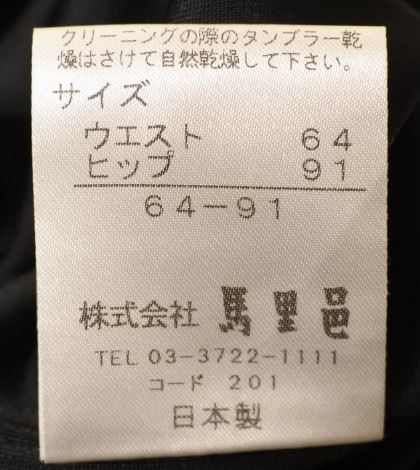 クリーニングの際のタンブラー乾
燥はさけて自然乾燥して下さい。
サイズ
ウエスト 64
ヒップ 91
64-91
株式会社 馬里邑
TEL 03-3722-1111
コード 201
日本製